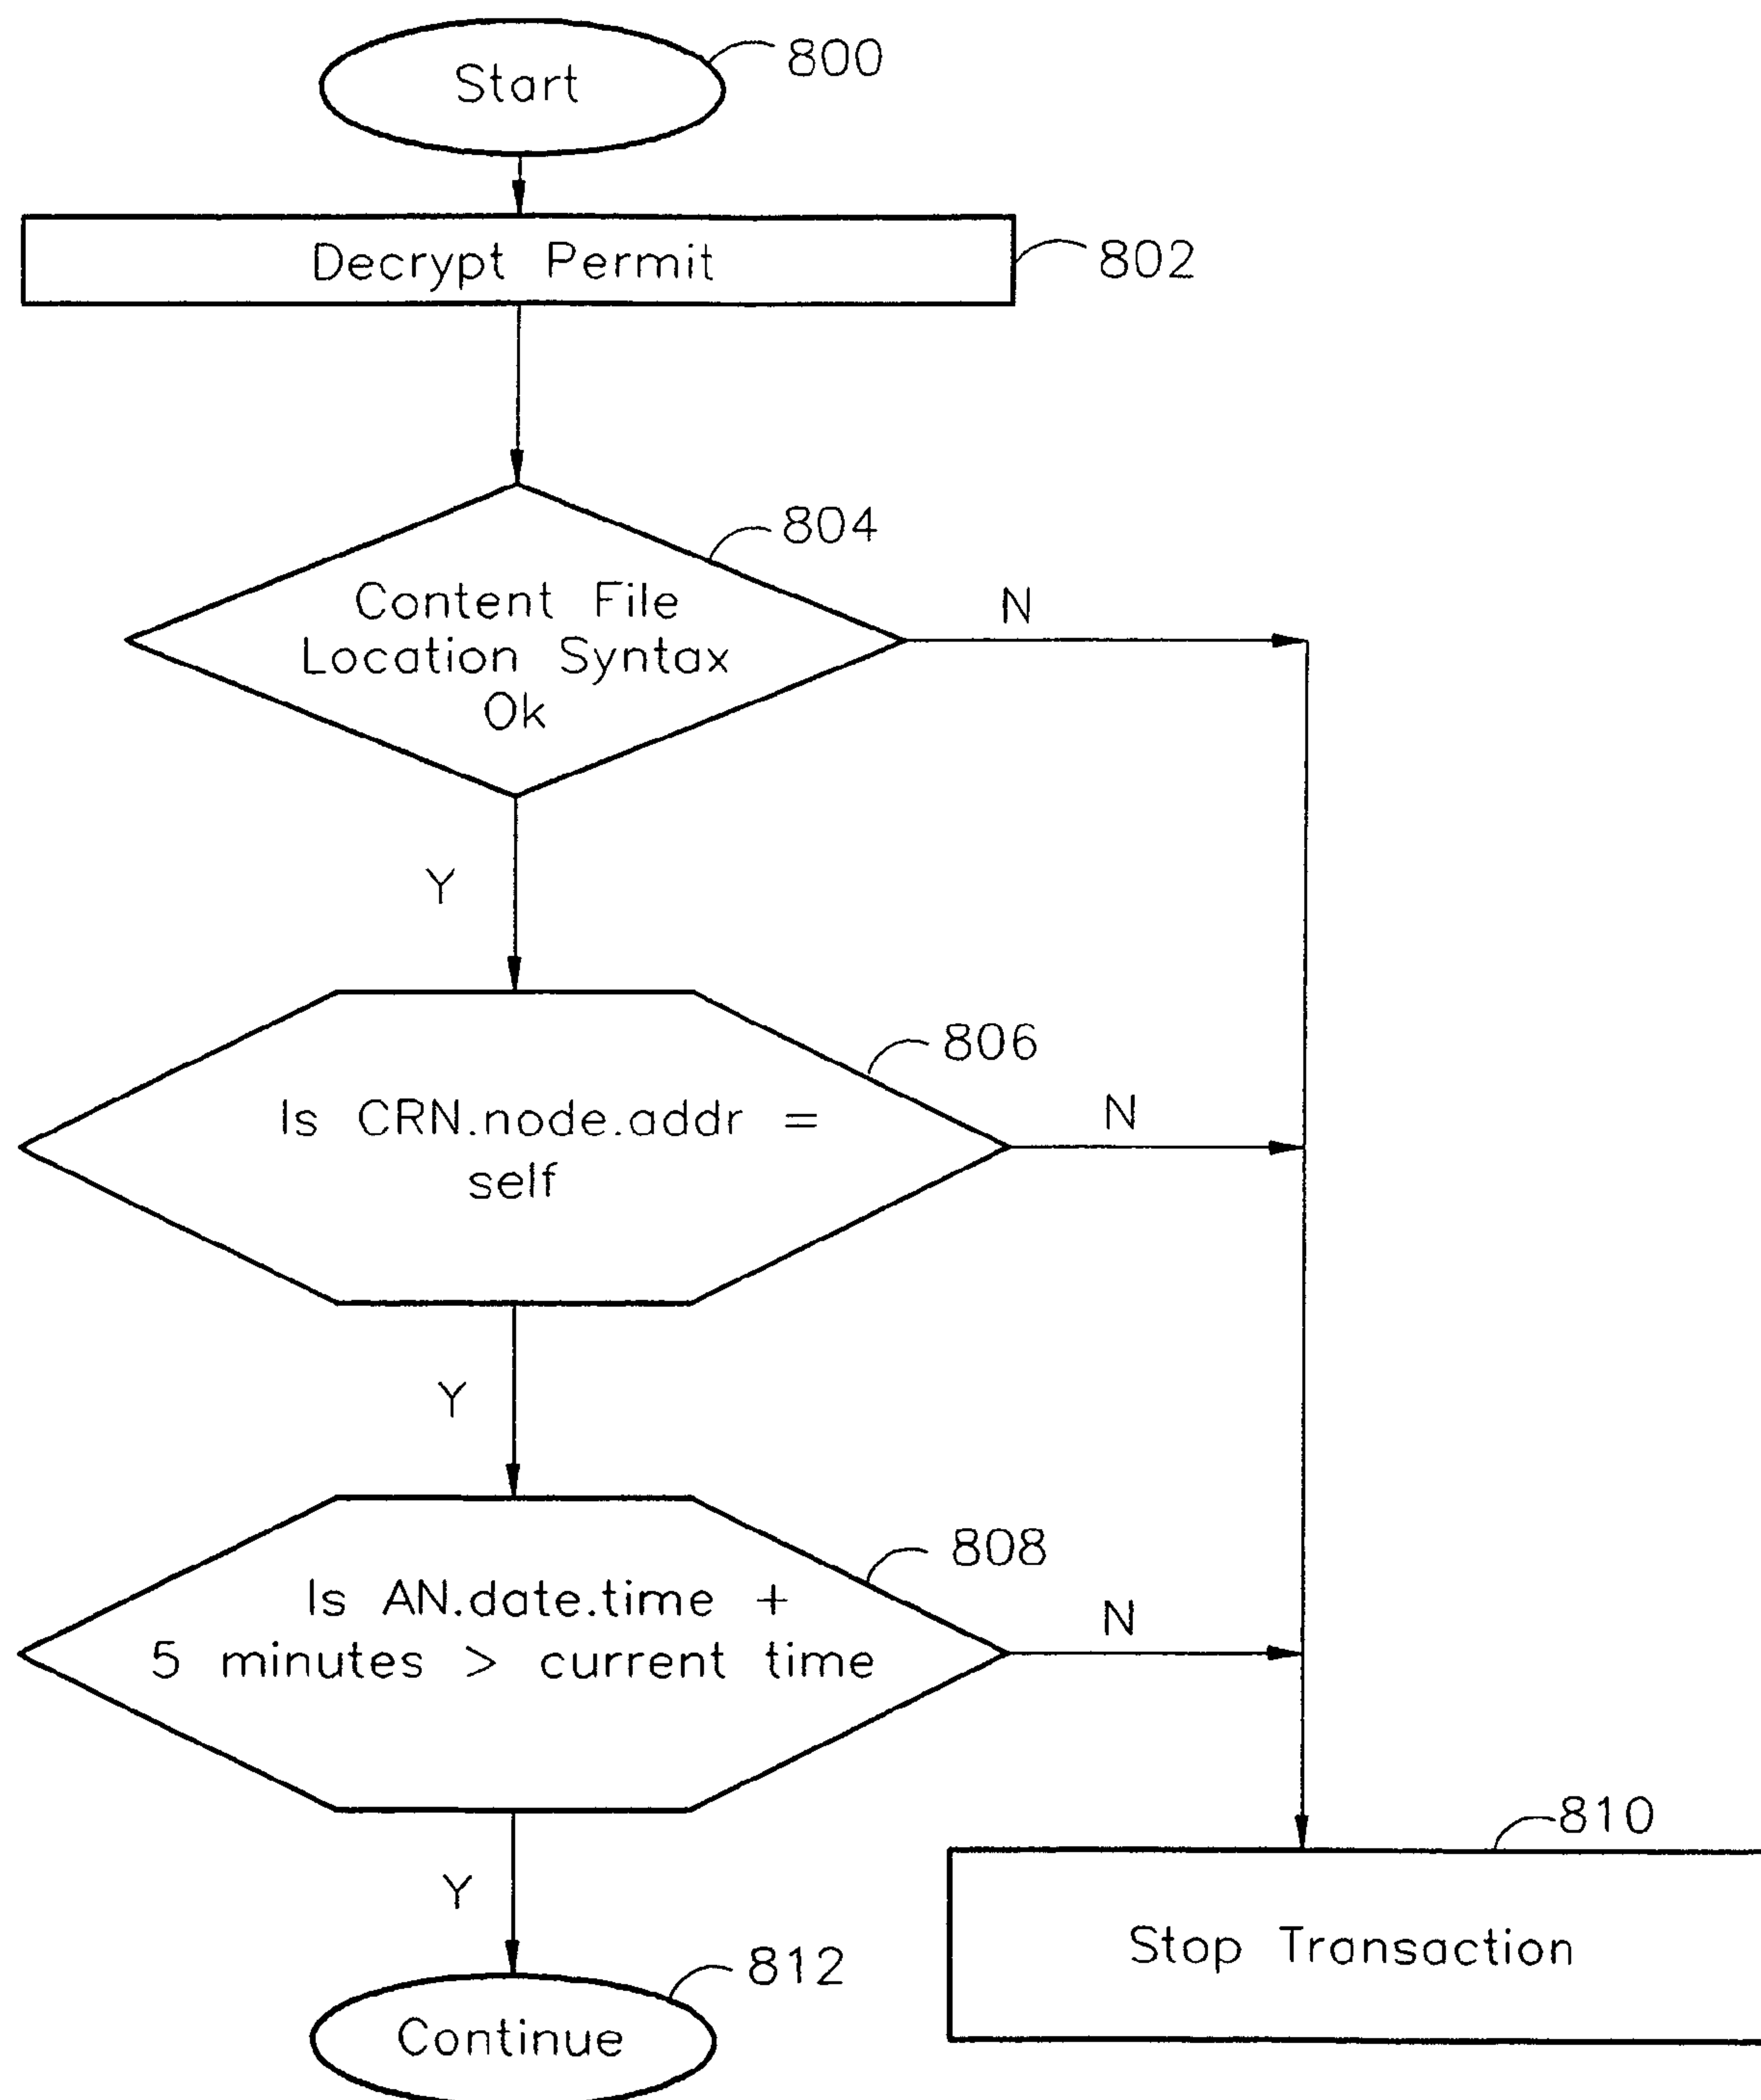 Start
800
Decrypt Permit
802
804
Content File
Location Syntax
Ok
N
Y
806
Is CRN.node.addr =
self
N
Y
808
Is AN.date.time +
5 minutes > current time
N
Y
810
Stop Transaction
812
Continue